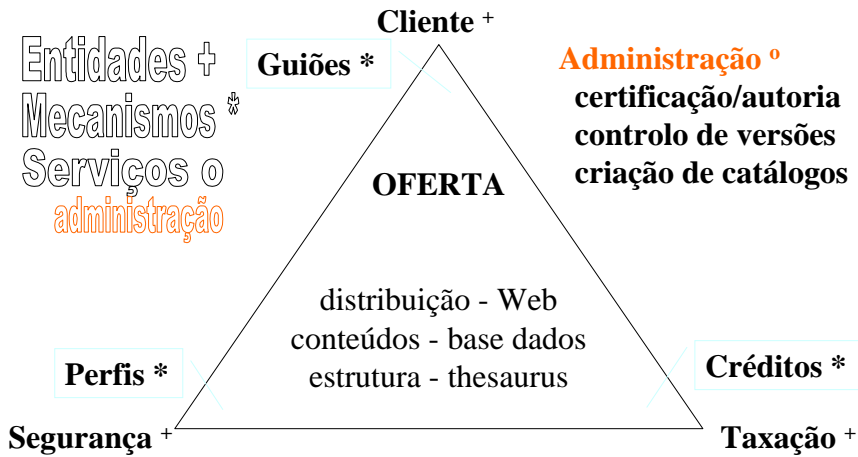 Cliente +
Entidades +
Mecanismos *
Serviços o
administração
Guiões *
Administração º
certificação/autoria
controlo de versões
criação de catálogos
OFERTA
distribuição - Web
conteúdos - base dados
estrutura - thesaurus
Perfis *
Créditos *
Segurança +
Taxação +